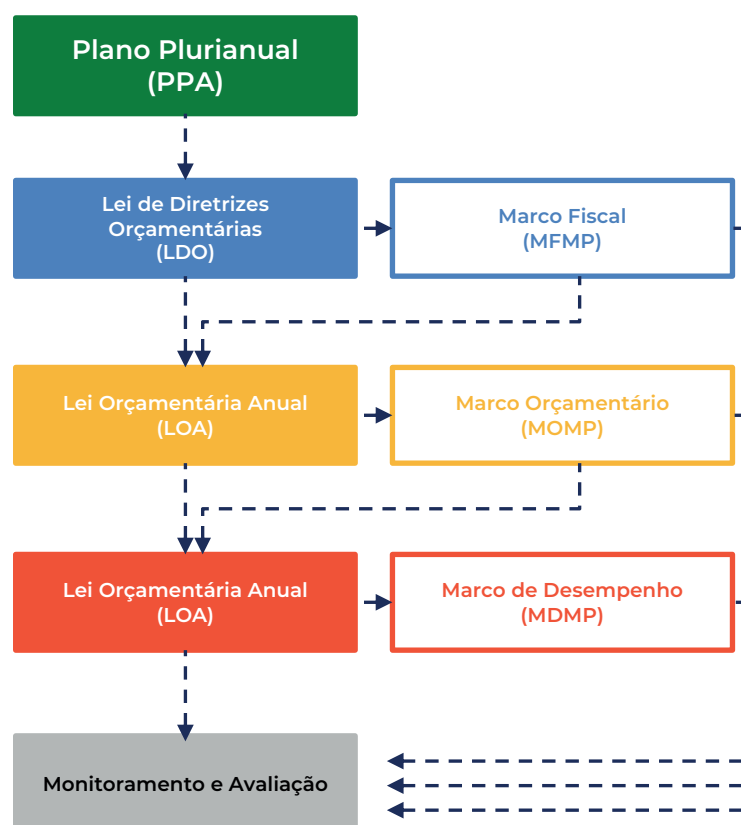 Plano Plurianual
(PPA)
Lei de Diretrizes
Orçamentárias
(LDO)
Marco Fiscal
(MFMP)
Lei Orçamentária Anual
(LOA)
Marco Orçamentário
(MOMP)
Lei Orçamentária Anual
(LOA)
Marco de Desempenho
(MDMP)
Monitoramento e Avaliação